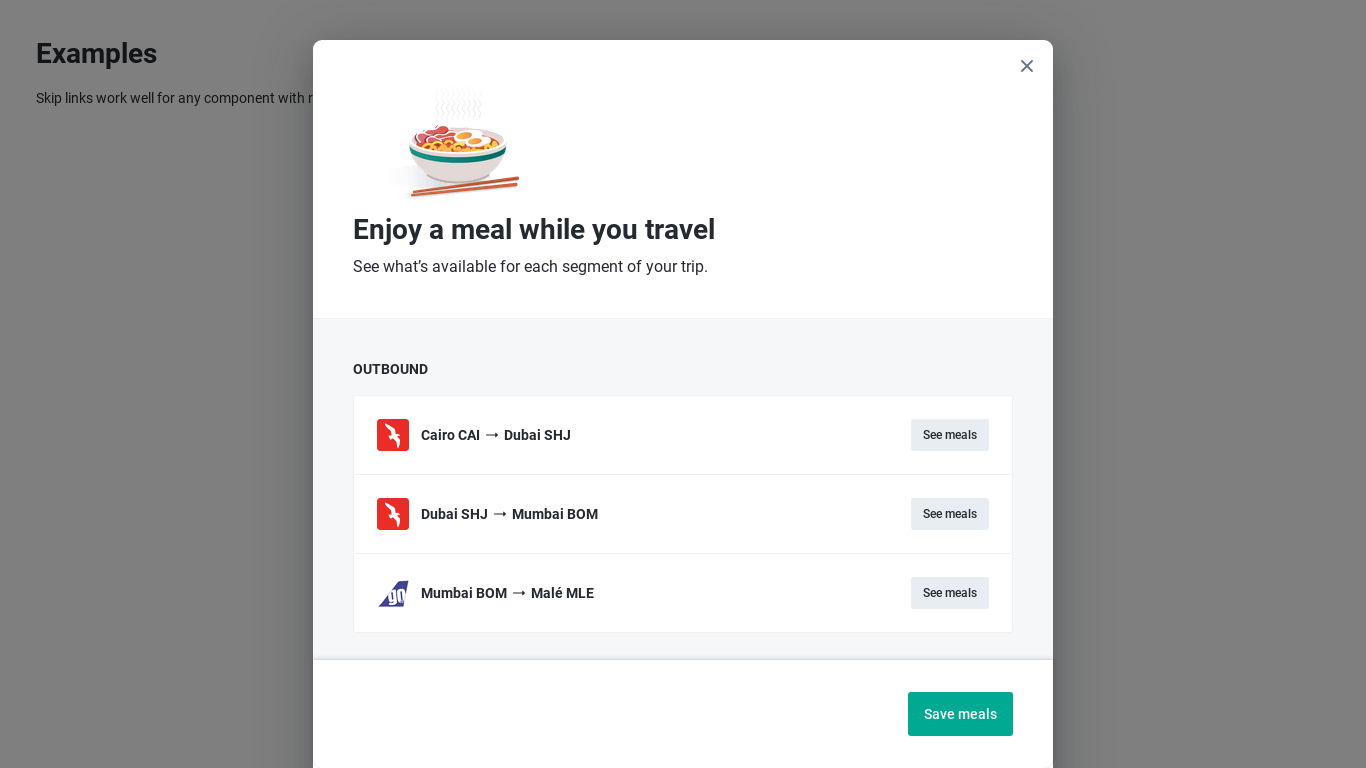 Examples
Skip links work well for any component with
Enjoy a meal while you travel
See what’s available for each segment of your trip.
OUTBOUND
Cairo CAI → Dubai SHJ
See meals
Dubai SHJ → Mumbai BOM
See meals
go
Mumbai BOM → Malé MLE
See meals
Save meals